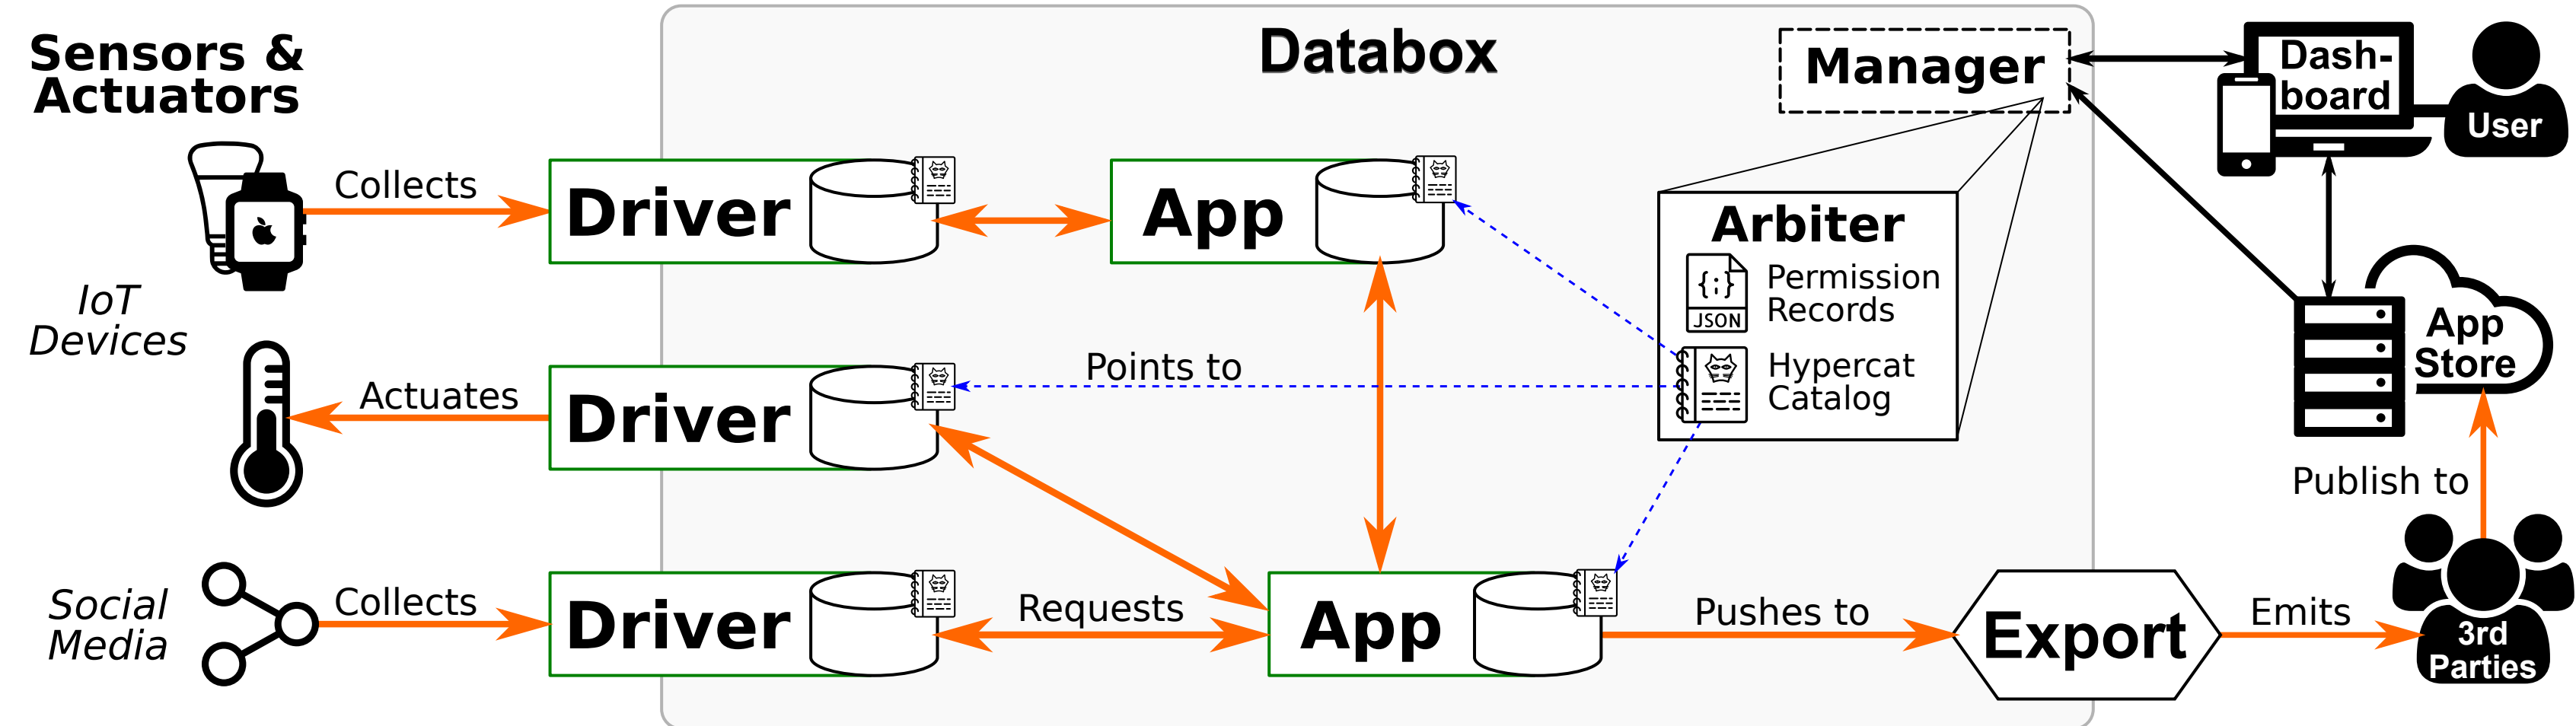 Sensors &
Actuators
Databox
Manager
Dash-
board
User
Collects
Driver
App
Arbiter
{;}
JSON
Permission
Records
IoT
Devices
Hypercat
Catalog
Points to
App
Store
Actuates
Driver
Publish to
Social
Media
Collects
Driver
Requests
App
Pushes to
Export
Emits
3rd
Parties